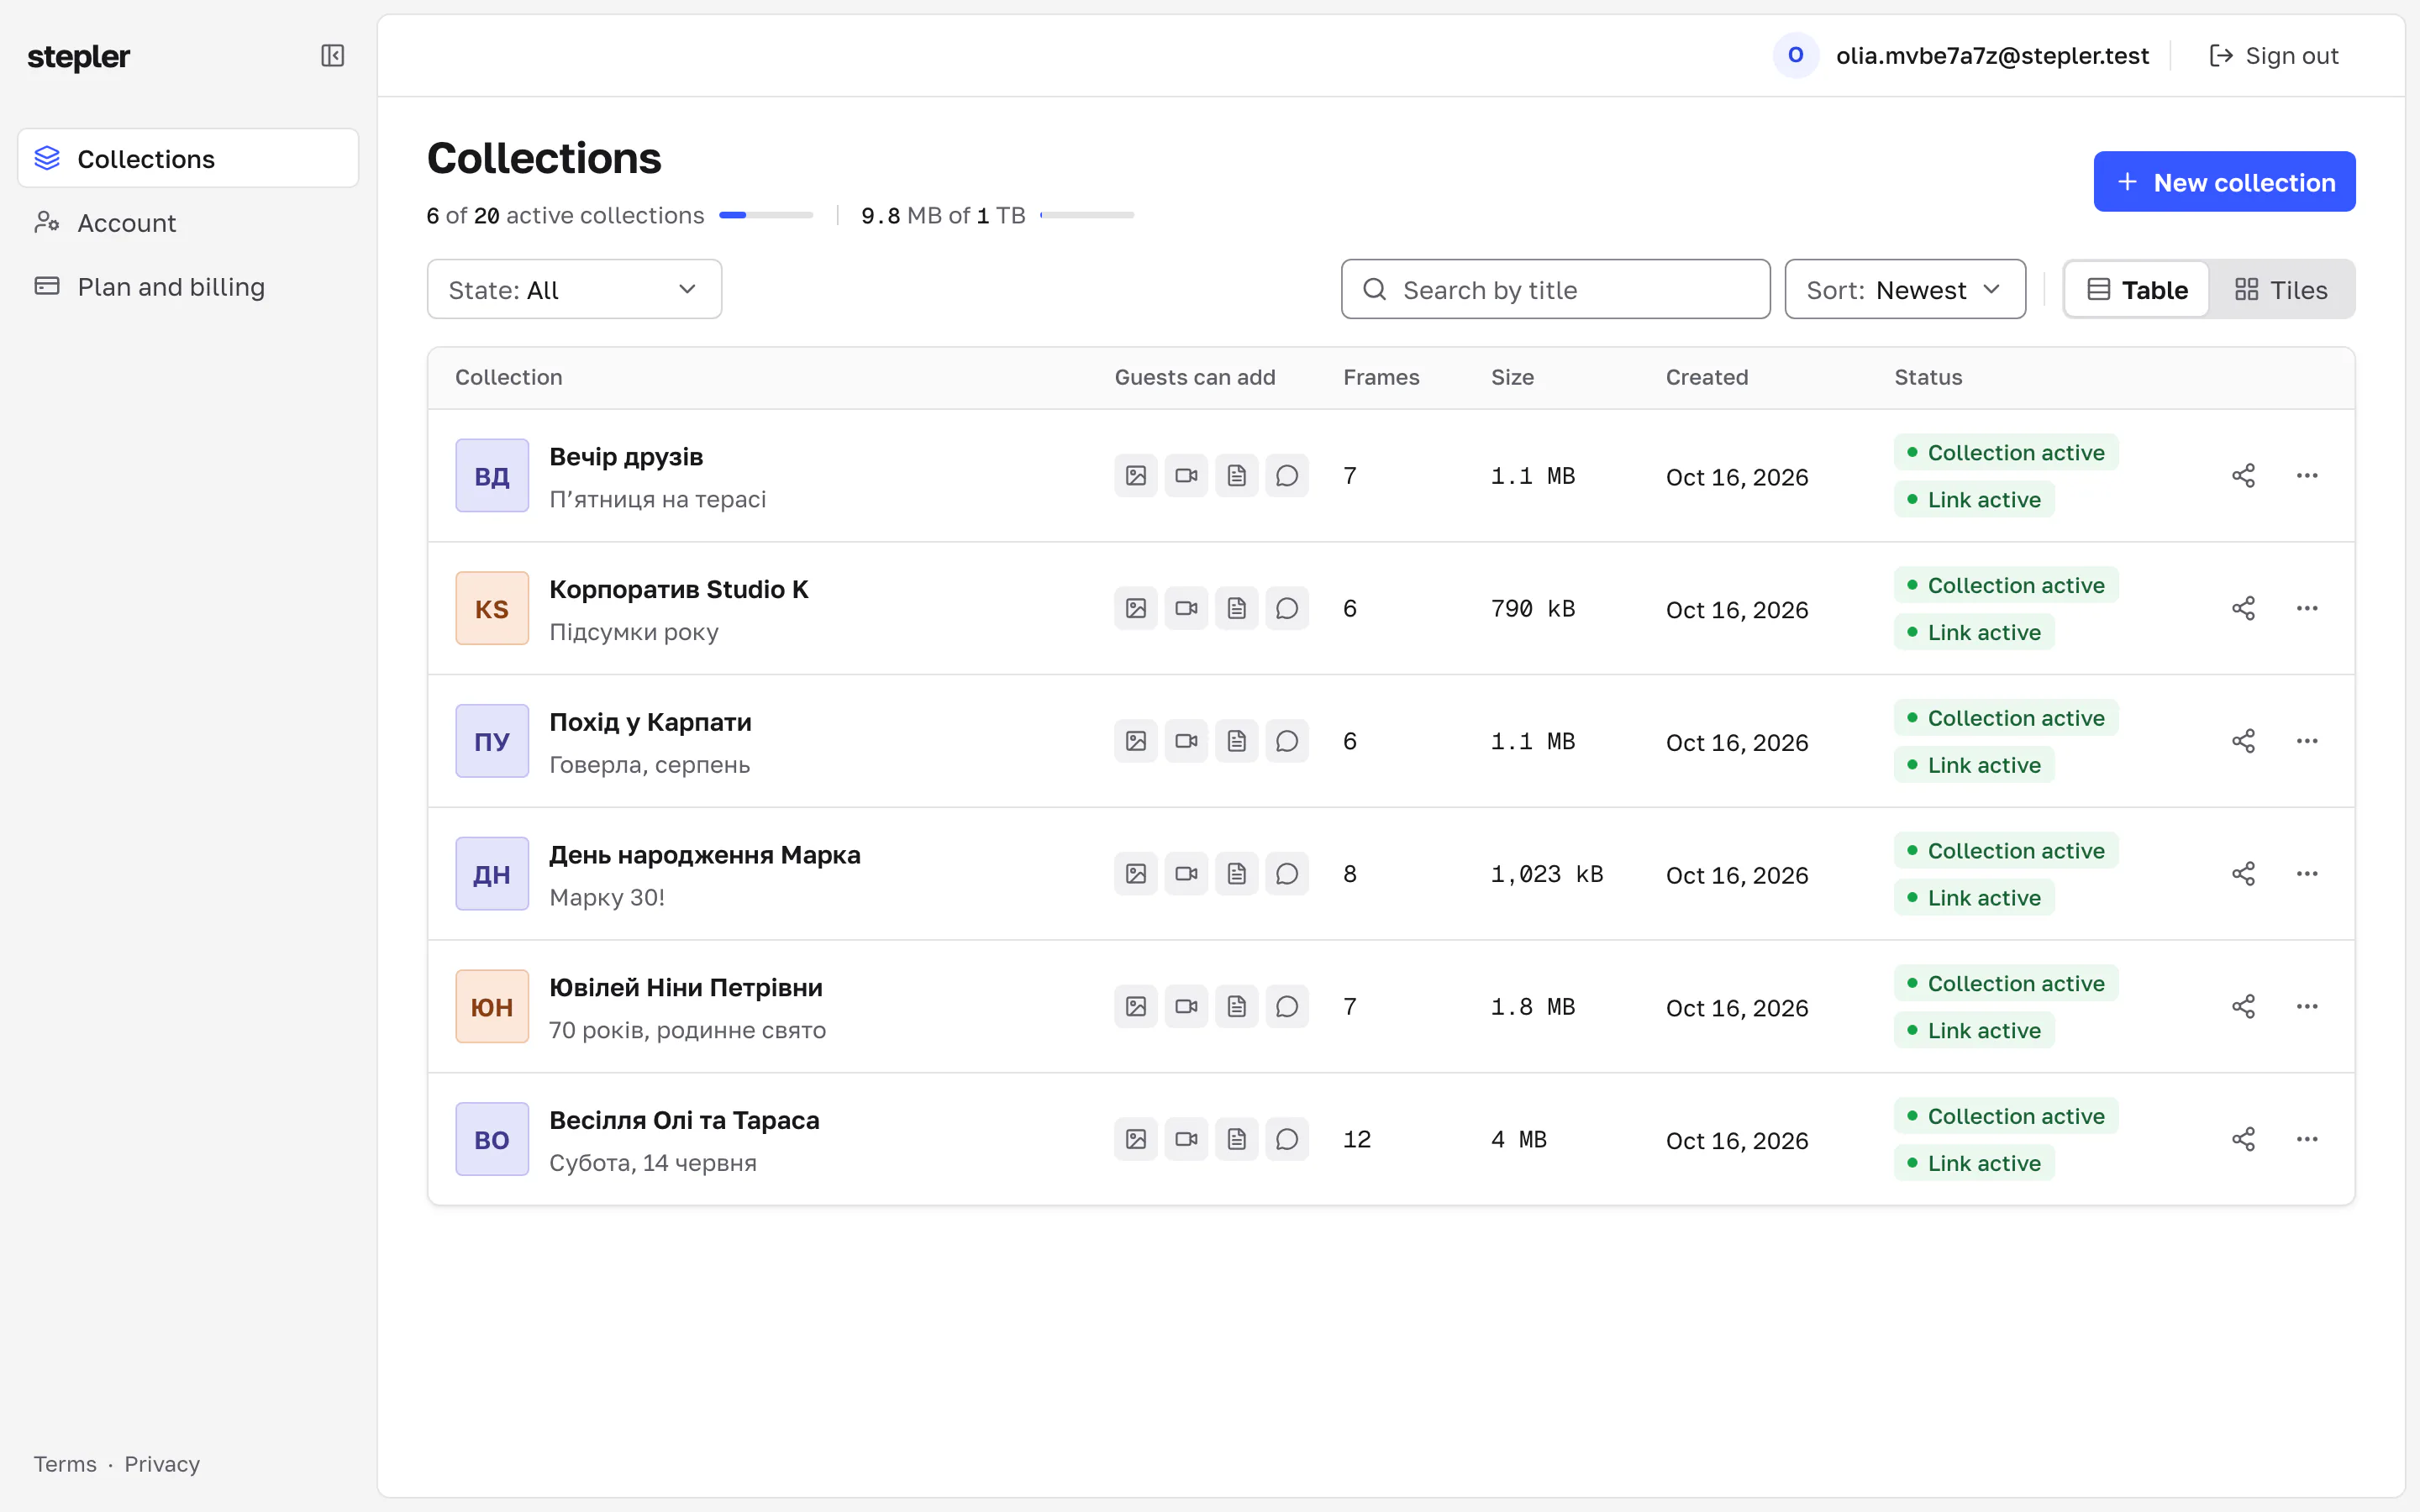 stepler
O olia.mvbe7a7z@stepler.test Sign out
Collections
Account
Plan and billing
Collections
6 of 20 active collections 9.8 MB of 1 TB
New collection
State: All
Search by title
Sort: Newest
Table Tiles
Collection Guests can add Frames Size Created Status
ВД Вечір друзів 7 1.1 MB Oct 16, 2026 Collection active
П’ятниця на терасі Link active
KS Корпоратив Studio K 6 790 kB Oct 16, 2026 Collection active
Підсумки року Link active
ПУ Похід у Карпати 6 1.1 MB Oct 16, 2026 Collection active
Говерла, серпень Link active
ДН День народження Марка 8 1,023 kB Oct 16, 2026 Collection active
Марку 30! Link active
ЮН Ювілей Ніни Петрівни 7 1.8 MB Oct 16, 2026 Collection active
70 років, родинне свято Link active
ВО Весілля Олі та Тараса 12 4 MB Oct 16, 2026 Collection active
Субота, 14 червня Link active
Terms · Privacy